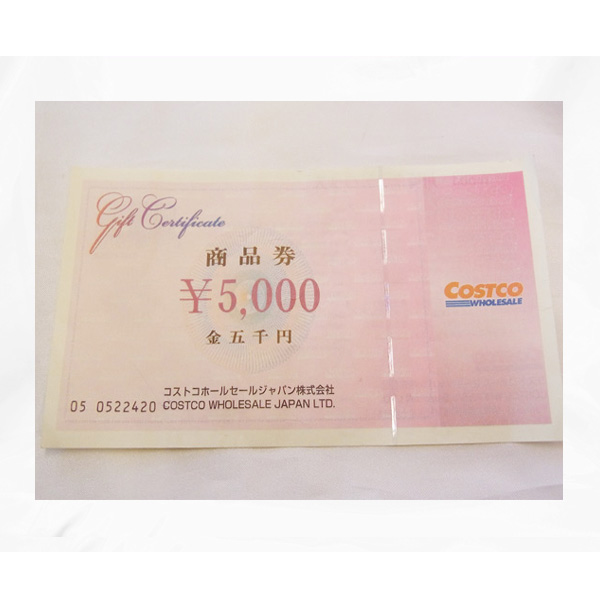 Gift Certificate
商品券
¥5,000
金五千円
COSTCO
WHOLESALE
コストコホールセールジャパン株式会社
05 0522420 COSTCO WHOLESALE JAPAN LTD.